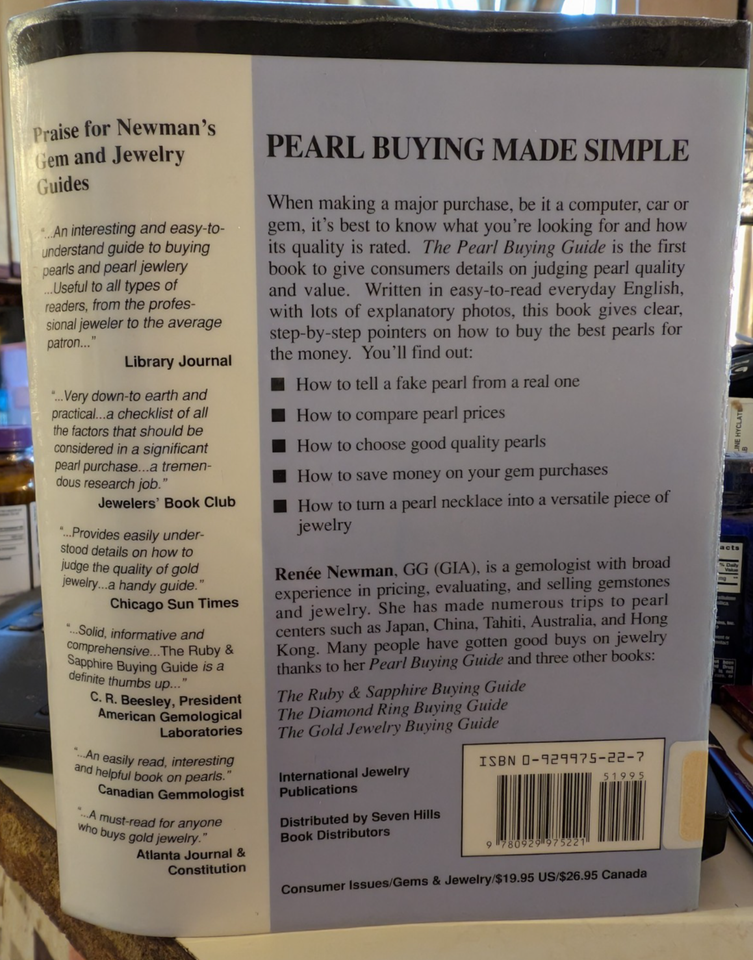 Praise for Newman's
Gem and Jewelry
Guides
"...An interesting and easy-to-
understand guide to buying
pearls and pearl jewlery
...Useful to all types of
readers, from the profes-
sional jeweler to the average
patron..."
Library Journal
"...Very down-to earth and
practical...a checklist of all
the factors that should be
considered in a significant
pearl purchase...a tremen-
dous research job."
Jewelers' Book Club
"...Provides easily under-
stood details on how to
judge the quality of gold
jewelry...a handy guide."
Chicago Sun Times
"...Solid, informative and
comprehensive...The Ruby &
Sapphire Buying Guide is a
definite thumbs up..."
C. R. Beesley, President
American Gemological
Laboratories
"...An easily read, interesting
and helpful book on pearls."
Canadian Gemmologist
"...A must-read for anyone
who buys gold jewelry."
Atlanta Journal &
Constitution
PEARL BUYING MADE SIMPLE
When making a major purchase, be it a computer, car or
gem, it's best to know what you're looking for and how
its quality is rated. The Pearl Buying Guide is the first
book to give consumers details on judging pearl quality
and value. Written in easy-to-read everyday English,
with lots of explanatory photos, this book gives clear,
step-by-step pointers on how to buy the best pearls for
the money. You'll find out:
■ How to tell a fake pearl from a real one
■ How to compare pearl prices
■ How to choose good quality pearls
■ How to save money on your gem purchases
■ How to turn a pearl necklace into a versatile piece of
jewelry
Renée Newman, GG (GIA), is a gemologist with broad
experience in pricing, evaluating, and selling gemstones
and jewelry. She has made numerous trips to pearl
centers such as Japan, China, Tahiti, Australia, and Hong
Kong. Many people have gotten good buys on jewelry
thanks to her Pearl Buying Guide and three other books:
The Ruby & Sapphire Buying Guide
The Diamond Ring Buying Guide
The Gold Jewelry Buying Guide
International Jewelry
Publications
Distributed by Seven Hills
Book Distributors
ISBN 0-929975-22-7
51995
9 780929 975221
Consumer Issues/Gems & Jewelry/$19.95 US/$26.95 Canada